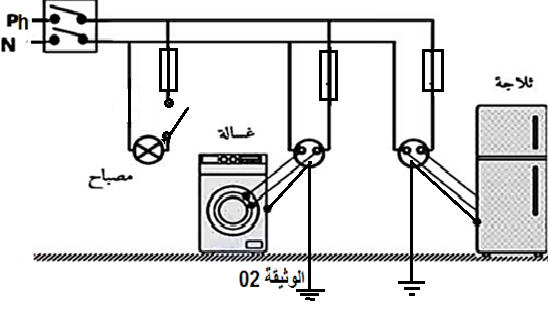 Ph
N
ثلاجة
غسالة
مصباح
الوثيقة 02